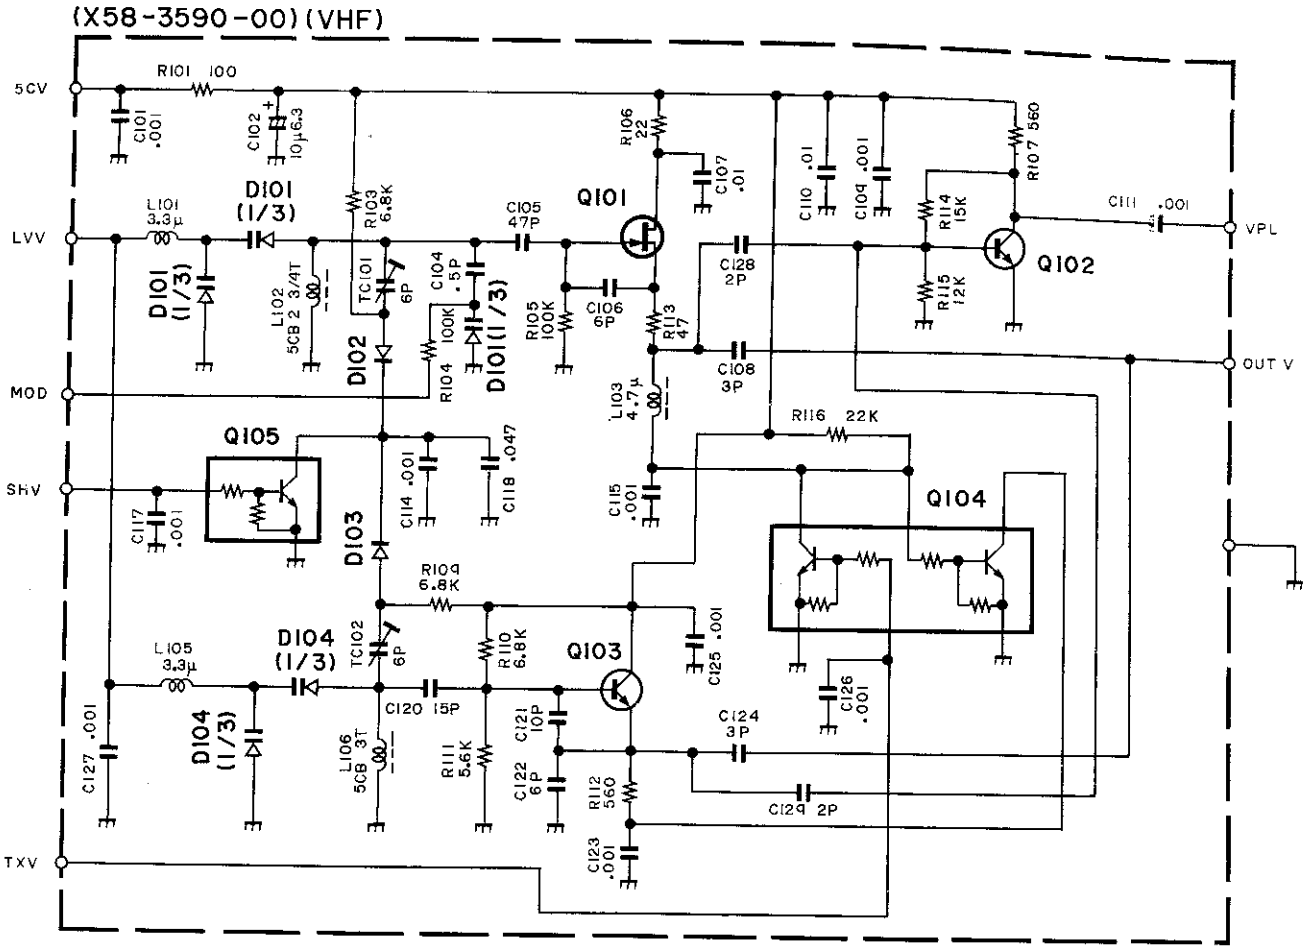 (X58-3590-00)(VHF)
5CV
R101 100
C101
.001
C102
10μ6.3
+
R106
22
C107
.01
C110 .01
C109 .001
R107 560
R114
15K
C111 .001
VPL
Q102
R115
12K
L101
3.3μ
D101
(1/3)
LVV
D101
(1/3)
L102
5CB 2 3/4T
R103
6.8K
TC101
6P
C104
.5P
C105
47P
Q101
C106
6P
R105
100K
R113
47
C128
2P
C108
3P
OUT V
D102
R104
100K
D101(1/3)
MOD
L103
4.7μ
R116 22K
Q105
SHV
C117
.001
C114 .001
C118 .047
C115
.001
Q104
D103
R109
6.8K
L105
3.3μ
D104
(1/3)
TC102
6P
R110
6.8K
Q103
C125 .001
C126
.001
D104
(1/3)
C127 .001
C120 15P
L106
5CB 3T
R111
5.6K
C121
10P
C122
6P
R112
560
C124
3P
C129 2P
C123
.001
TXV